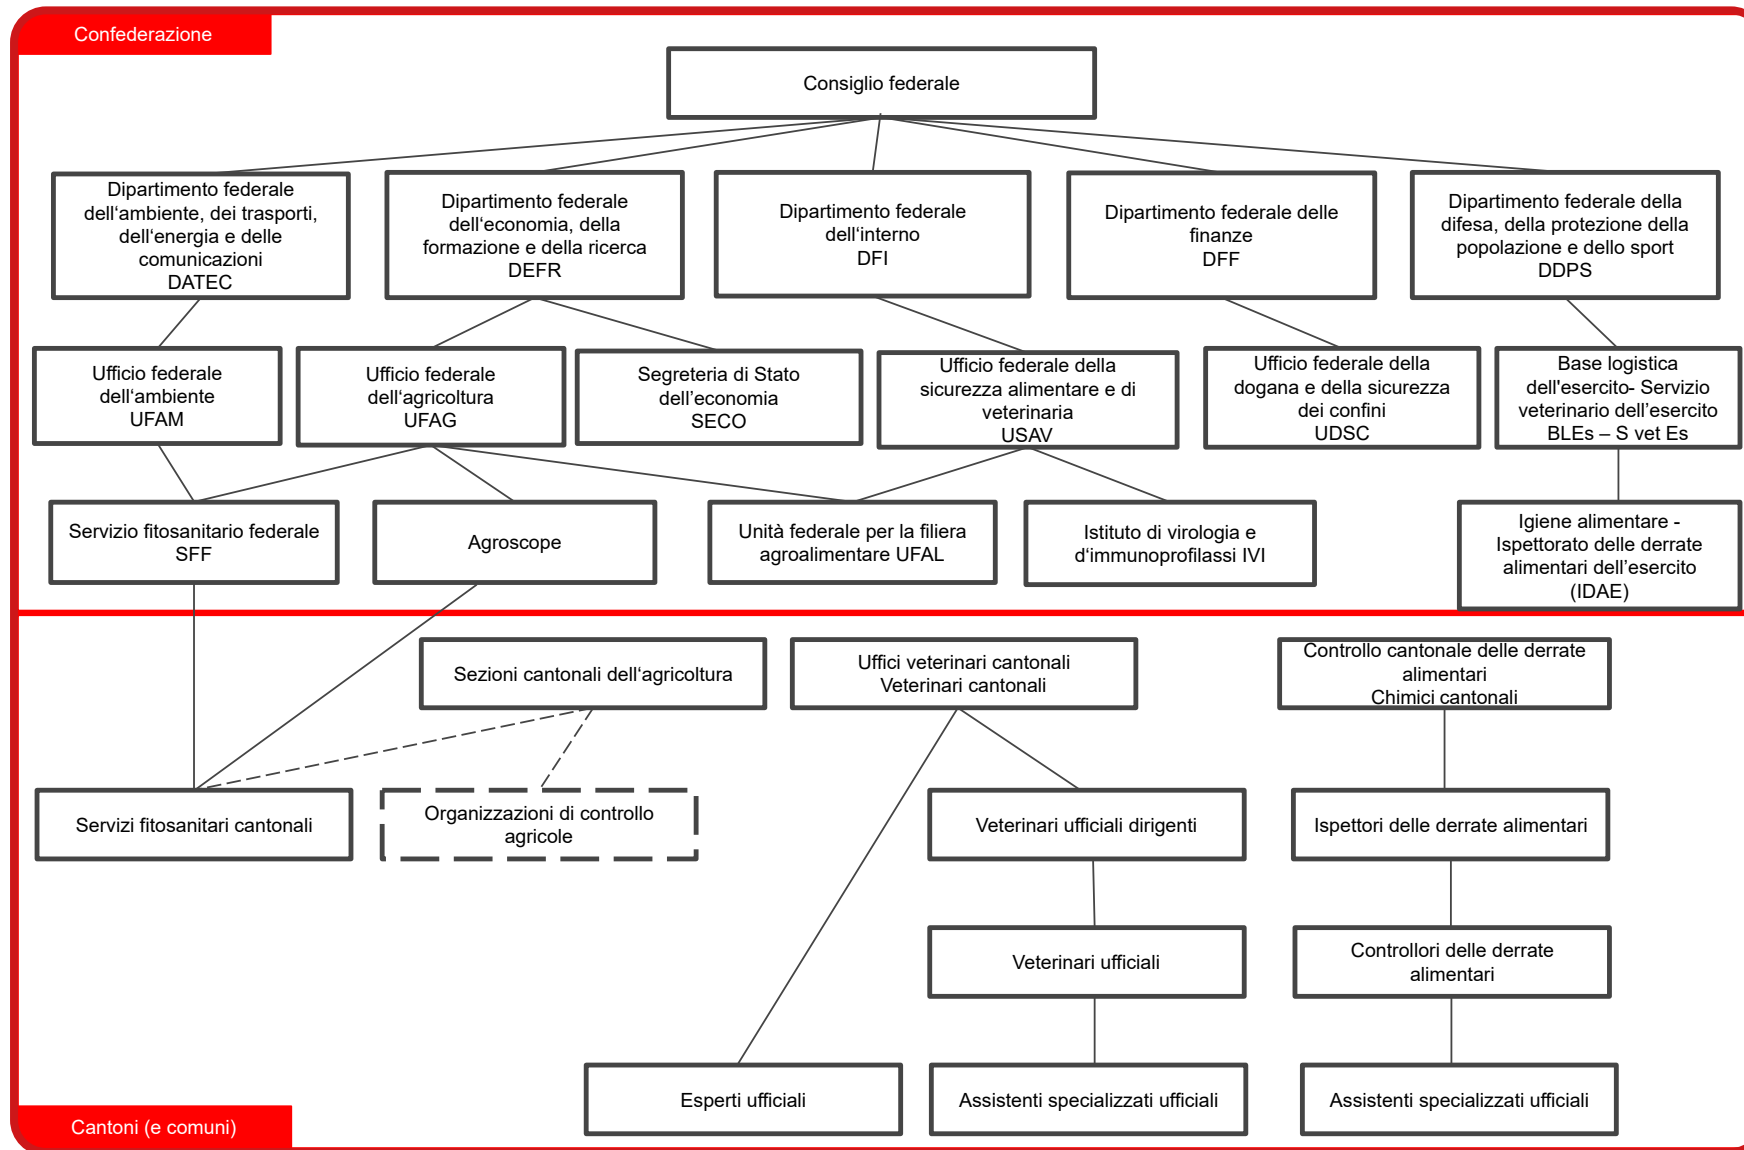 Confederazione
Consiglio federale
Dipartimento federale
dell‘ambiente, dei trasporti,
dell‘energia e delle
comunicazioni
DATEC
Dipartimento federale
dell‘economia, della
formazione e della ricerca
DEFR
Dipartimento federale
dell‘interno
DFI
Dipartimento federale delle
finanze
DFF
Dipartimento federale della
difesa, della protezione della
popolazione e dello sport
DDPS
Ufficio federale
dell‘ambiente
UFAM
Ufficio federale
dell‘agricoltura
UFAG
Segreteria di Stato
dell’economia
SECO
Ufficio federale della
sicurezza alimentare e di
veterinaria
USAV
Ufficio federale della
dogana e della sicurezza
dei confini
UDSC
Base logistica
dell'esercito- Servizio
veterinario dell’esercito
BLEs – S vet Es
Servizio fitosanitario federale
SFF
Agroscope
Unità federale per la filiera
agroalimentare UFAL
Istituto di virologia e
d‘immunoprofilassi IVI
Igiene alimentare -
Ispettorato delle derrate
alimentari dell’esercito
(IDAE)
Sezioni cantonali dell‘agricoltura
Uffici veterinari cantonali
Veterinari cantonali
Controllo cantonale delle derrate
alimentari
Chimici cantonali
Servizi fitosanitari cantonali
Organizzazioni di controllo
agricole
Veterinari ufficiali dirigenti
Ispettori delle derrate alimentari
Veterinari ufficiali
Controllori delle derrate
alimentari
Esperti ufficiali
Assistenti specializzati ufficiali
Assistenti specializzati ufficiali
Cantoni (e comuni)